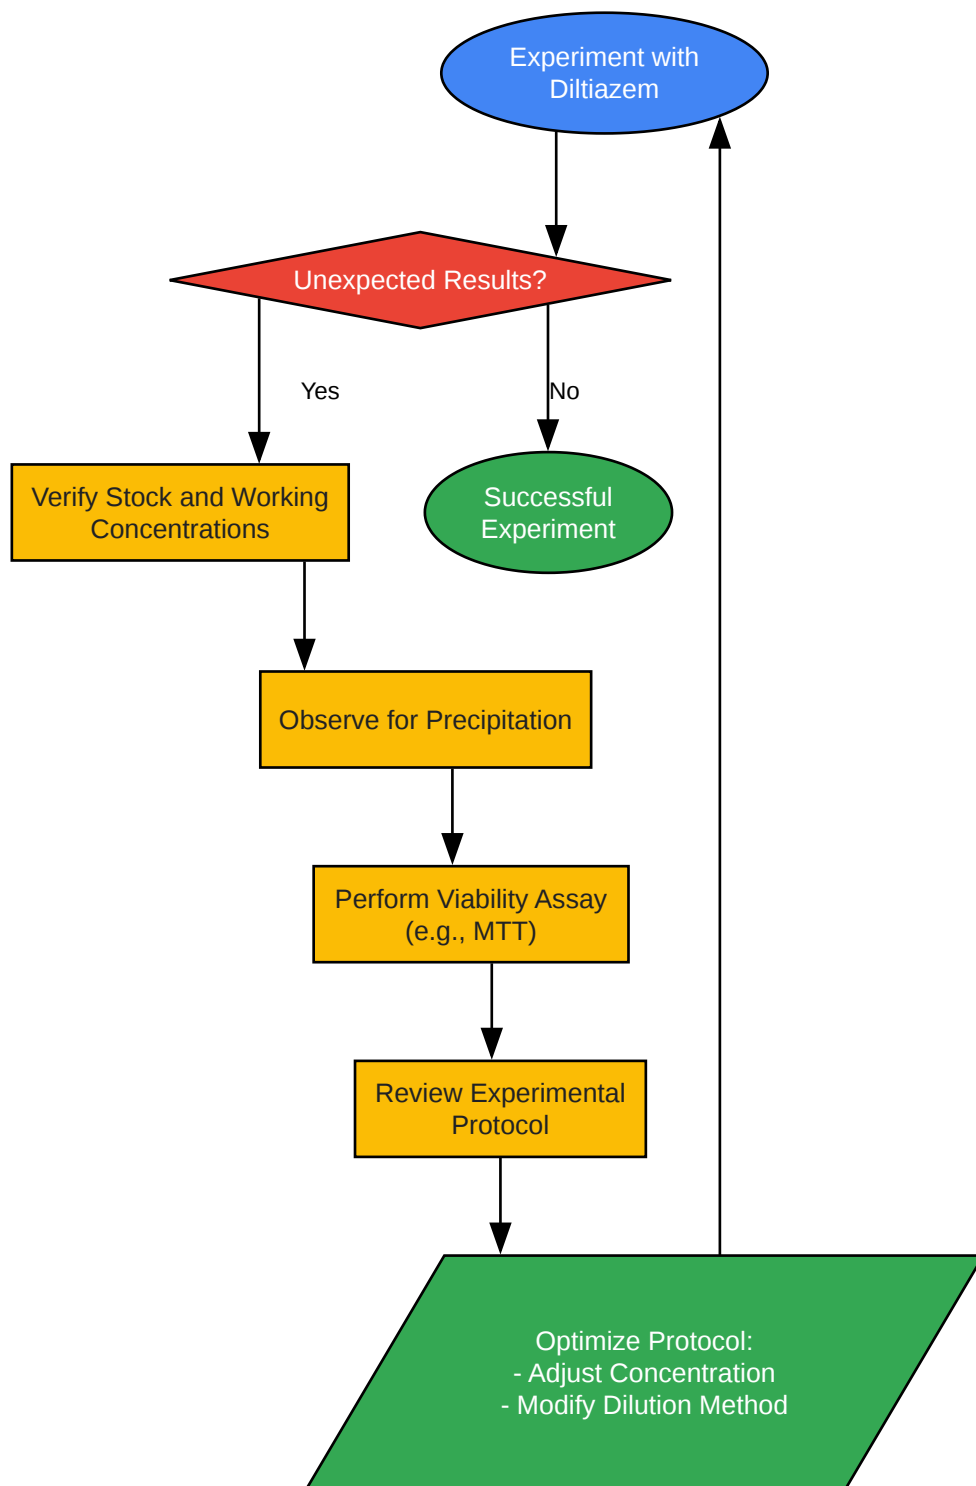 Experiment with
Diltiazem
Unexpected Results?
Yes
No
Verify Stock and Working
Concentrations
Successful
Experiment
Observe for Precipitation
Perform Viability Assay
(e.g., MTT)
Review Experimental
Protocol
Optimize Protocol:
- Adjust Concentration
- Modify Dilution Method